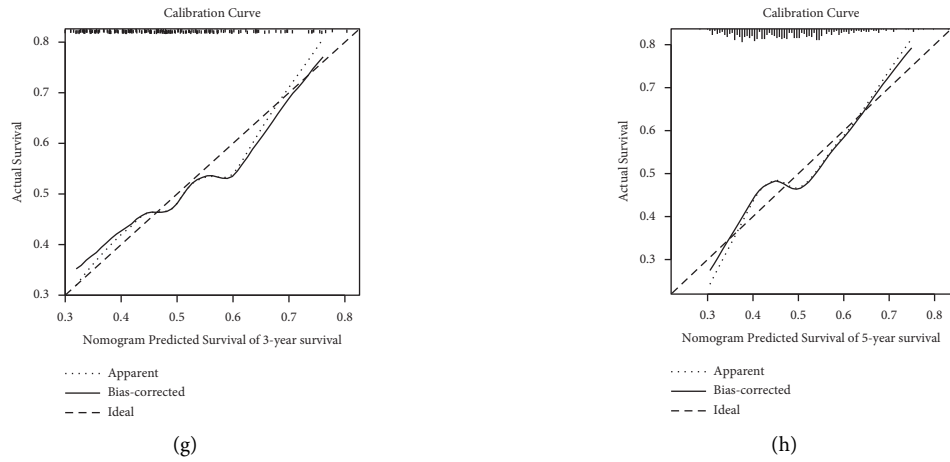 Calibration Curve
0.8
0.7
0.6
0.5
0.4
0.3
Actual Survival
0.3 0.4 0.5 0.6 0.7 0.8
Nomogram Predicted Survival of 3-year survival
Apparent
Bias-corrected
Ideal
(g)
Calibration Curve
0.8
0.7
0.6
0.5
0.4
0.3
Actual Survival
0.3 0.4 0.5 0.6 0.7 0.8
Nomogram Predicted Survival of 5-year survival
Apparent
Bias-corrected
Ideal
(h)